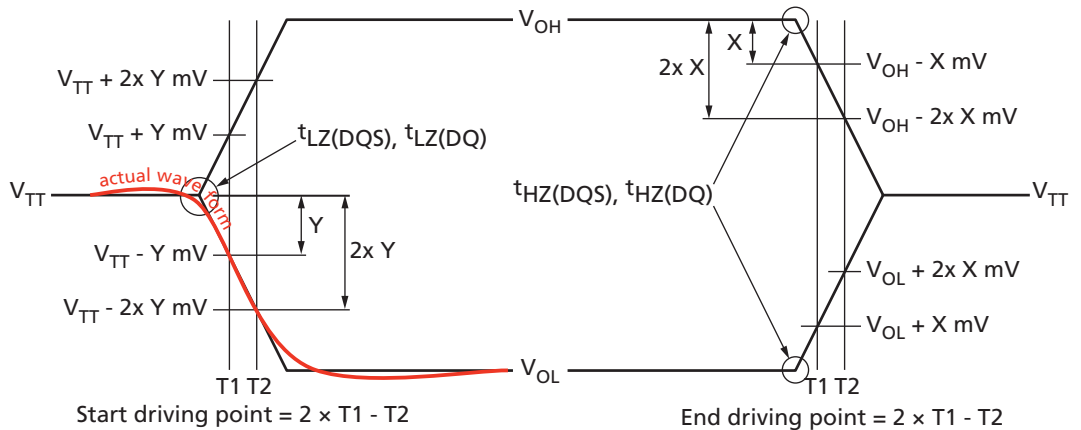 VOH
X
2x X
VOH - X mV
VTT + 2x Y mV
VOH - 2x X mV
VTT + Y mV
tLZ(DQS), tLZ(DQ)
actual wave form
tHZ(DQS), tHZ(DQ)
VTT
VTT
Y
2x Y
VTT - Y mV
VOL + 2x X mV
VTT - 2x Y mV
VOL + X mV
VOL
T1 T2
T1 T2
Start driving point = 2 × T1 - T2
End driving point = 2 × T1 - T2